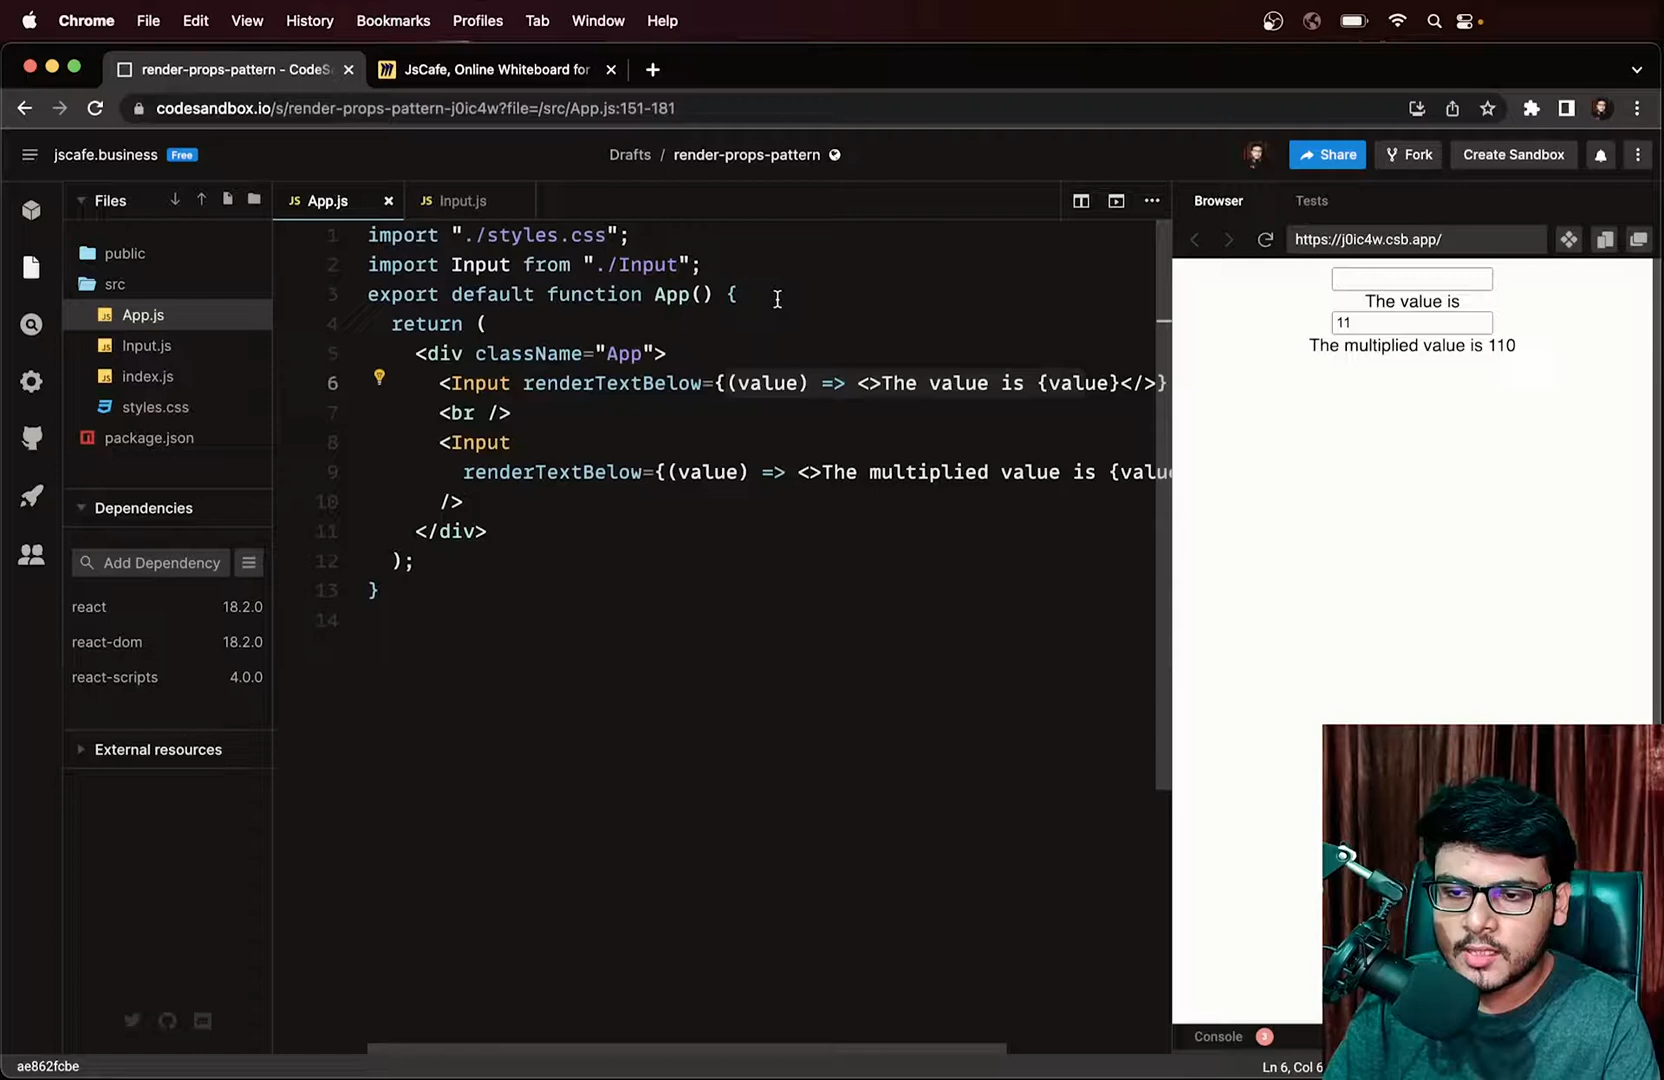 Chrome File Edit View History Bookmarks Profiles Tab Window Help
render-props-pattern - CodeS
JsCafe, Online Whiteboard for
codesandbox.io/s/render-props-pattern-j0ic4w?file=/src/App.js:151-181
jscafe.business Free
Drafts / render-props-pattern
Share Fork Create Sandbox
Files
public
src
App.js
Input.js
index.js
styles.css
package.json
Dependencies
Add Dependency
react 18.2.0
react-dom 18.2.0
react-scripts 4.0.0
External resources
JS App.js
JS Input.js
1 import "./styles.css";
2 import Input from "./Input";
3 export default function App() {
4 return (
5 <div className="App">
6 <Input renderTextBelow={(value) => <>The value is {value}</>}
7 <br />
8 <Input
9 renderTextBelow={(value) => <>The multiplied value is {valu
10 />
11 </div>
12 );
13 }
14
Browser Tests
https://j0ic4w.csb.app/
The value is
11
The multiplied value is 110
Console 3
ae862fcbe
Ln 6, Col 6